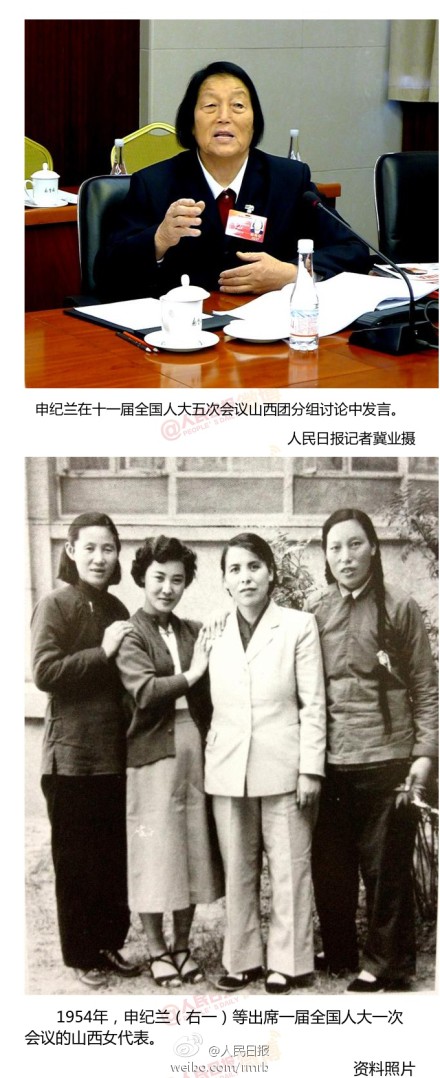 申纪兰在十一届全国人大五次会议山西团分组讨论中发言。
人民日报记者冀业摄
1954年，申纪兰（右一）等出席一届全国人大一次
会议的山西女代表。
@人民日报
weibo.com/rmrb
资料照片